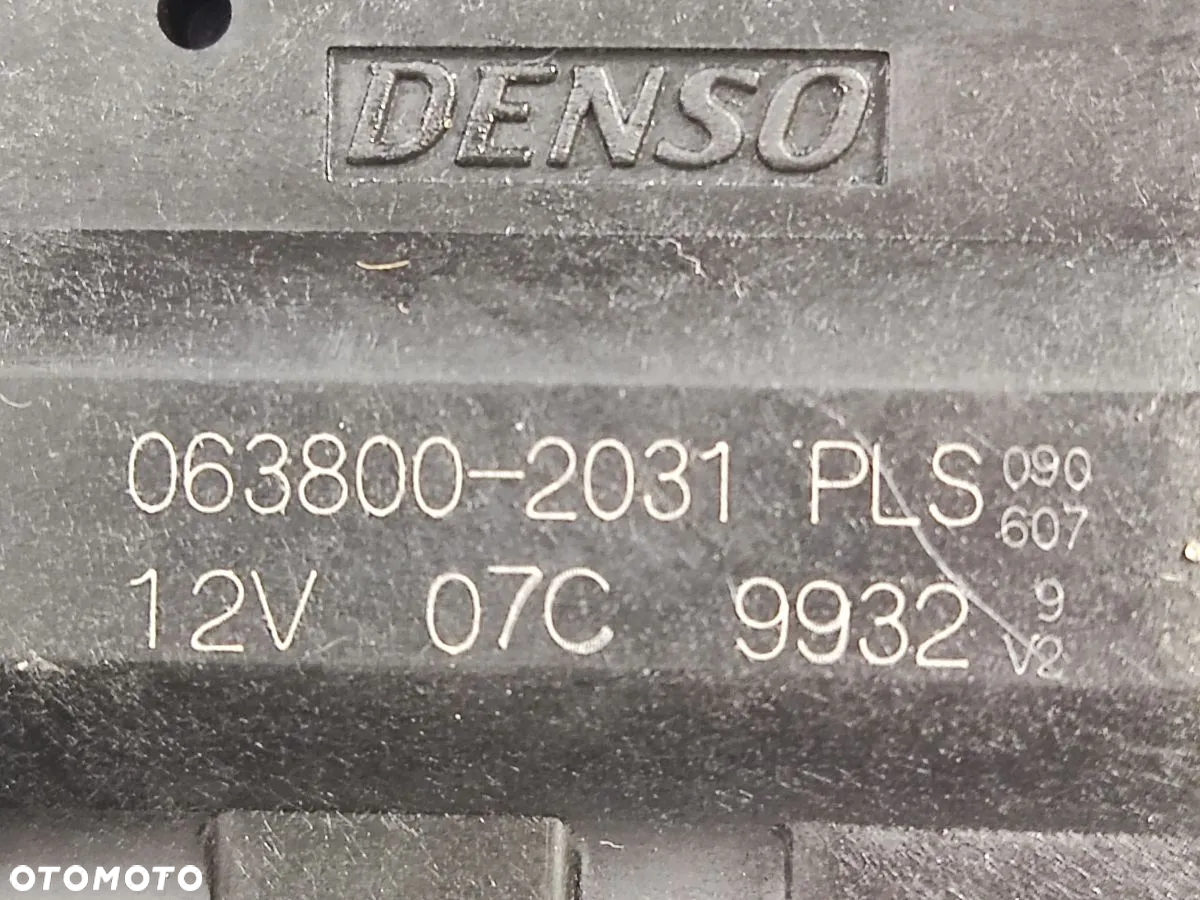 DENSO
063800-2031 PLS 090
607
12V 07C 9932 9
V2
OTOMOTO